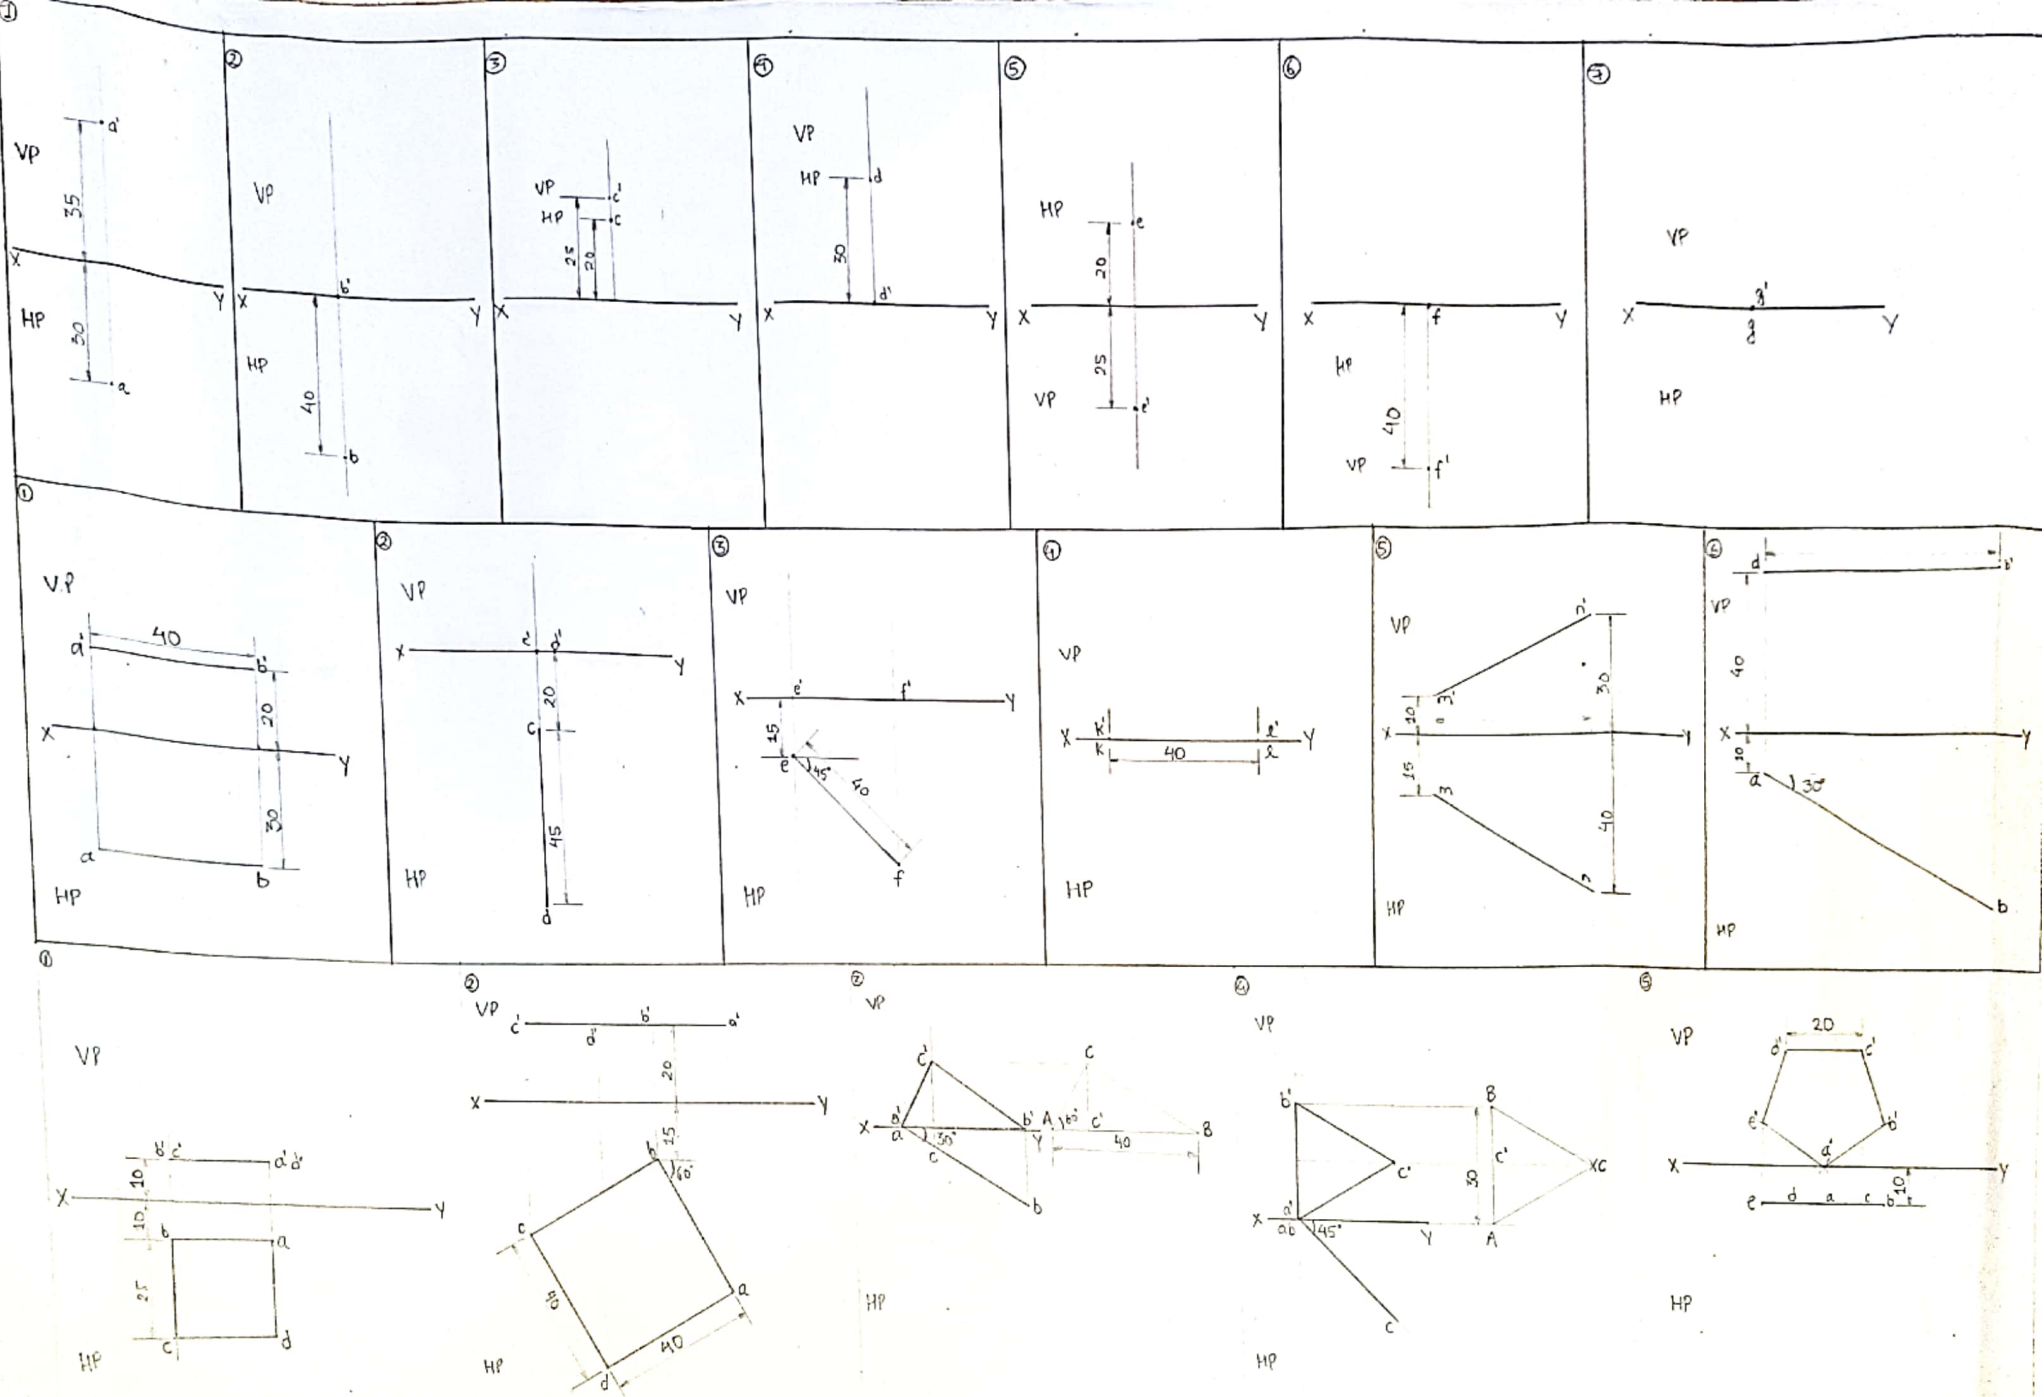 ①
VP
a'
35
X
Y
HP
30
a
②
VP
X
b'
Y
HP
40
b
③
VP
c'
HP
c
25
20
X
Y
④
VP
HP
d
30
d'
X
Y
⑤
HP
e
20
X
Y
25
VP
e'
⑥
X
f
Y
HP
40
VP
f'
⑦
VP
g'
X
Y
g
HP
①
V.P
40
a'
b'
20
X
Y
30
a
b
HP
②
VP
X
c'
d'
Y
20
c
45
HP
d
③
VP
X
e'
f'
Y
15
e
45°
40
f
HP
④
VP
X
k'
l'
Y
k
40
l
HP
⑤
VP
n'
m'
10
30
X
Y
15
m
40
n
HP
⑥
d
b'
VP
40
X
Y
10
a
30°
b
HP
①
VP
b' c'
a' d'
10
X
Y
10
b
a
25
c
d
HP
②
VP
c'
d'
b'
a'
20
X
Y
15
b
60°
c
a
40
40
d
HP
②
VP
c'
C
X
a'
a
30°
c
b'
Y
A
60°
c'
40
B
b
HP
④
VP
b'
B
c'
30
c'
XC
X
a'
ab
45°
Y
A
c
HP
⑤
VP
20
d'
c'
e'
b'
a'
X
Y
e
d
a
c
b
10
HP